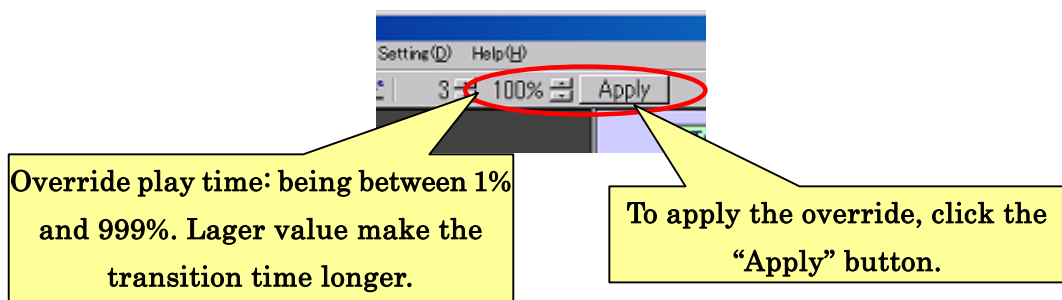 Setting(D) Help(H)
3 100% Apply
Override play time: being between 1%
and 999%. Lager value make the
transition time longer.
To apply the override, click the
“Apply” button.